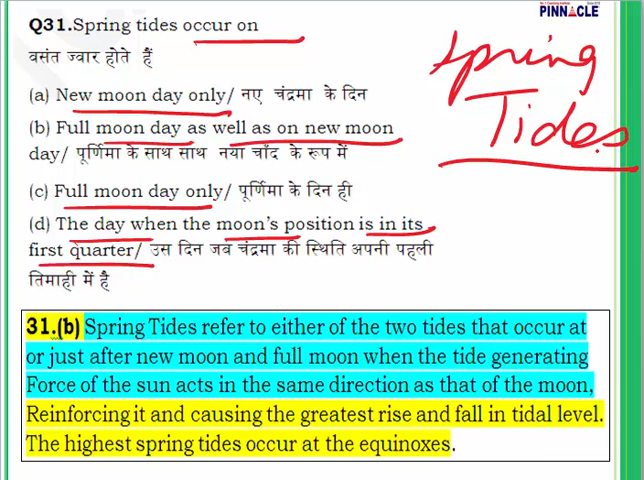 PINNACLE
Q31.Spring tides occur on
वसंत ज्वार होते हैं
(a) New moon day only/ नए चंद्रमा के दिन
(b) Full moon day as well as on new moon
day/ पूर्णिमा के साथ साथ नया चाँद के रूप में
(c) Full moon day only/ पूर्णिमा के दिन ही
(d) The day when the moon's position is in its
first quarter/ उस दिन जब चंद्रमा की स्थिति अपनी पहली
तिमाही में है
spring
Tides
31.(b) Spring Tides refer to either of the two tides that occur at
or just after new moon and full moon when the tide generating
Force of the sun acts in the same direction as that of the moon,
Reinforcing it and causing the greatest rise and fall in tidal level.
The highest spring tides occur at the equinoxes.